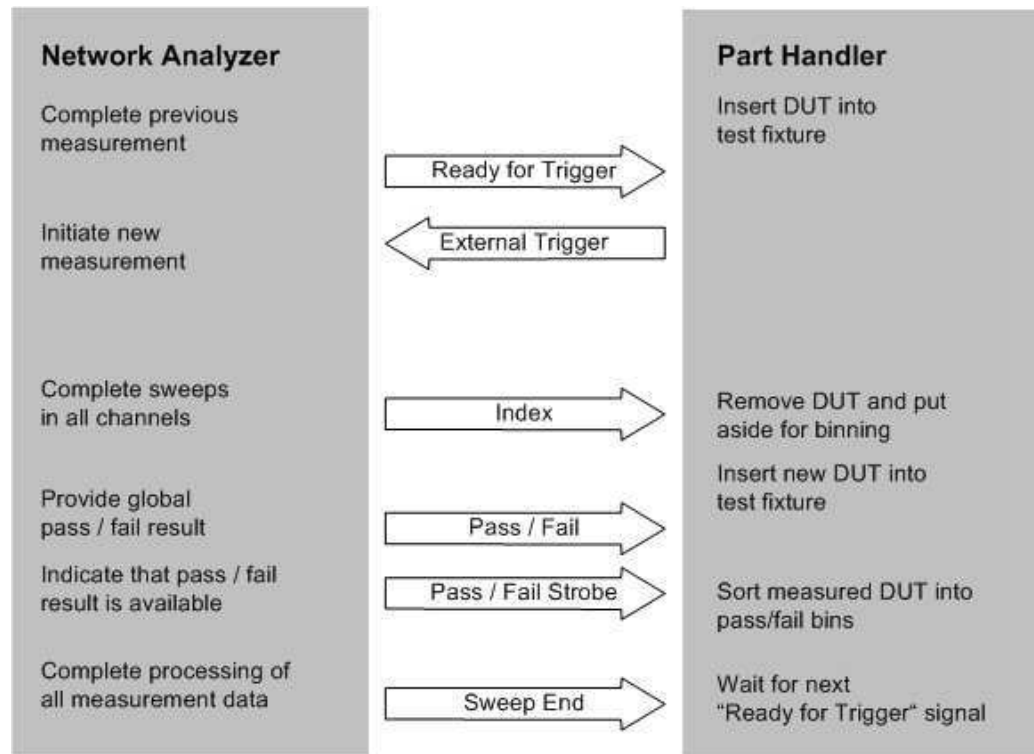 Network Analyzer
Part Handler
Complete previous
measurement
Insert DUT into
test fixture
Ready for Trigger
Initiate new
measurement
External Trigger
Complete sweeps
in all channels
Index
Remove DUT and put
aside for binning
Insert new DUT into
test fixture
Provide global
pass / fail result
Pass / Fail
Indicate that pass / fail
result is available
Pass / Fail Strobe
Sort measured DUT into
pass/fail bins
Complete processing of
all measurement data
Sweep End
Wait for next
“Ready for Trigger“ signal